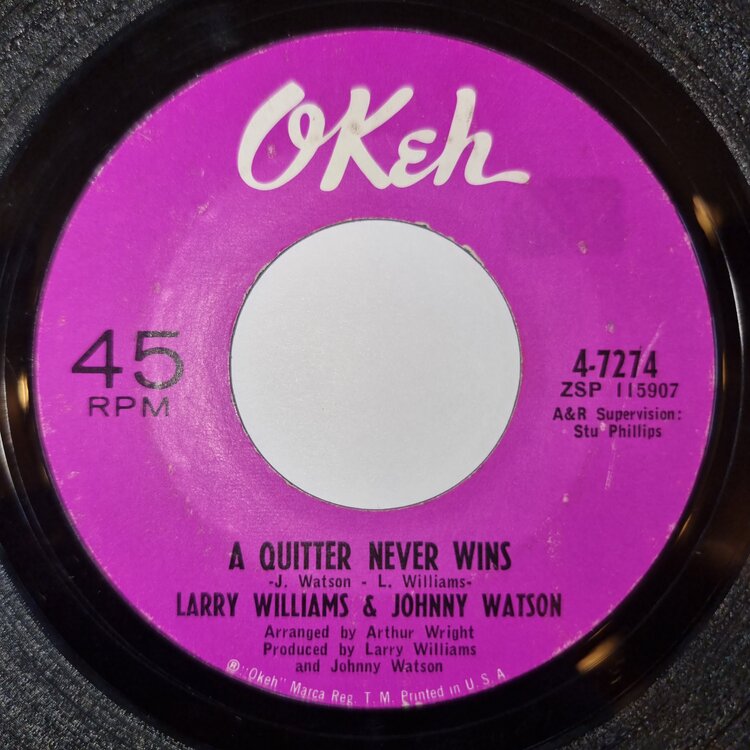 OKeh
45
RPM
4-7274
ZSP 115907
A&R Supervision:
Stu Phillips
A QUITTER NEVER WINS
-J. Watson - L. Williams-
LARRY WILLIAMS & JOHNNY WATSON
Arranged by Arthur Wright
Produced by Larry Williams
and Johnny Watson
®"Okeh" Marca Reg. T. M. Printed in U. S. A